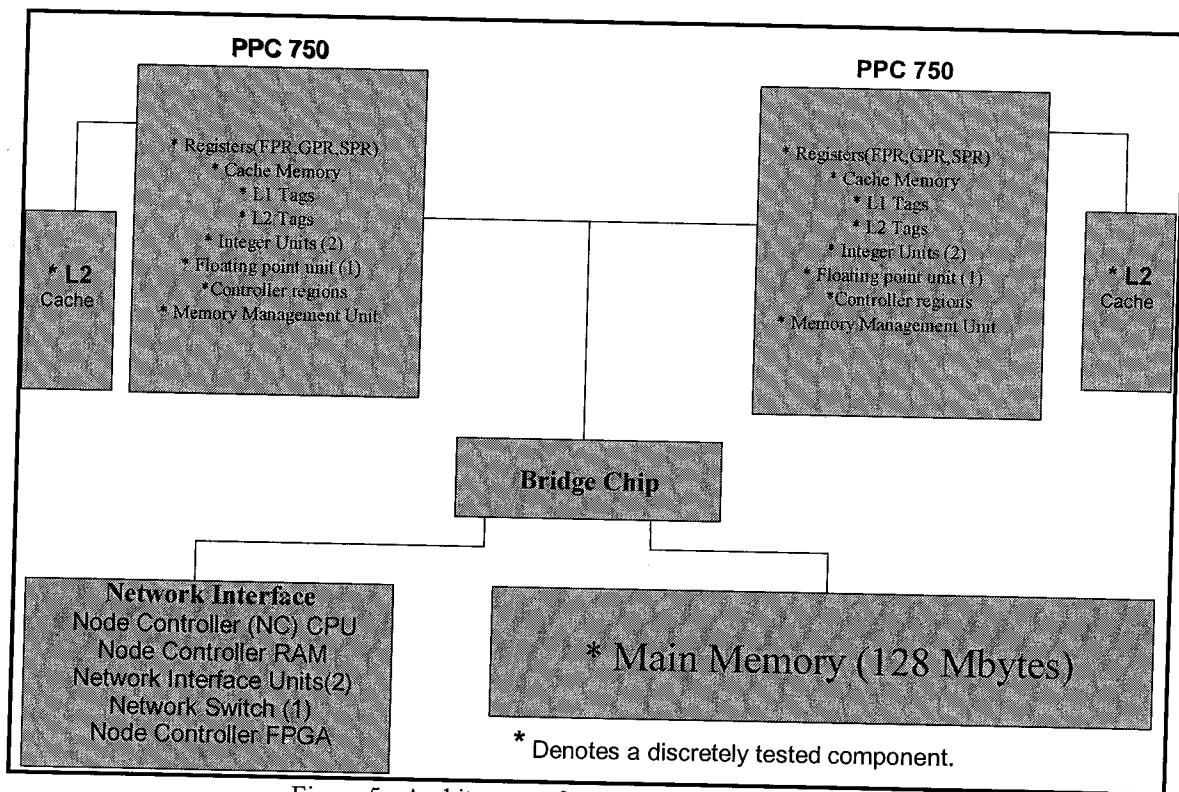 PPC 750
* Registers(FPR,GPR,SPR)
* Cache Memory
* L1 Tags
* L2 Tags
* Integer Units (2)
* Floating point unit (1)
*Controller regions
* Memory Management Unit
* L2
Cache
PPC 750
* Registers(FPR,GPR,SPR)
* Cache Memory
* L1 Tags
* L2 Tags
* Integer Units (2)
* Floating point unit (1)
*Controller regions
* Memory Management Unit
* L2
Cache
Bridge Chip
Network Interface
Node Controller (NC) CPU
Node Controller RAM
Network Interface Units(2)
Network Switch (1)
Node Controller FPGA
* Main Memory (128 Mbytes)
* Denotes a discretely tested component.